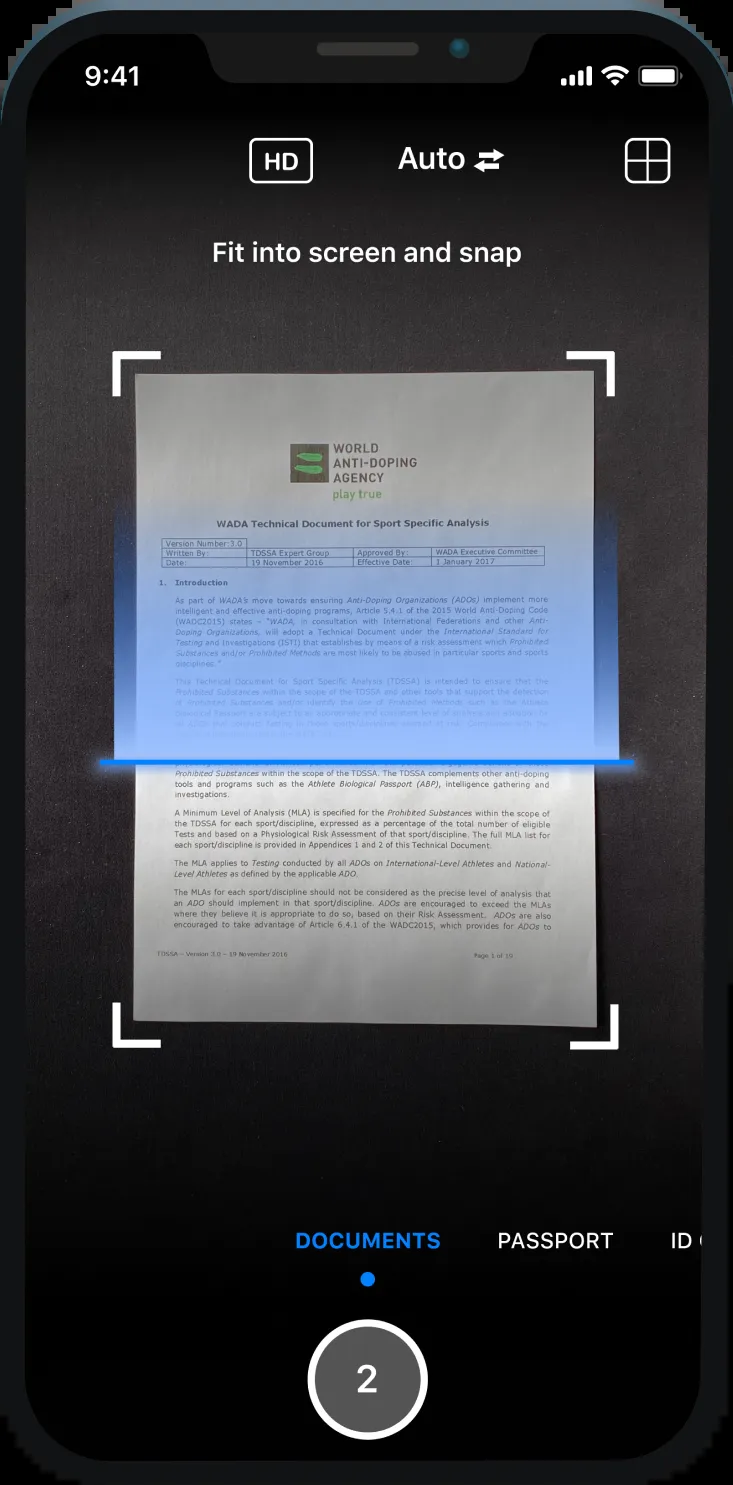 9:41
HD
Auto
Fit into screen and snap
WORLD
ANTI-DOPING
AGENCY
play true
WADA Technical Document for Sport Specific Analysis
Version Number:3.0
Written By: TDSSA Expert Group Approved By: WADA Executive Committee
Date: 19 November 2016 Effective Date: 1 January 2017
1. Introduction
As part of WADA's move towards ensuring Anti-Doping Organizations (ADOs) implement more
intelligent and effective anti-doping programs, Article 5.4.1 of the 2015 World Anti-Doping Code
(WADC2015) states – "WADA, in consultation with International Federations and other Anti-
Doping Organizations, will adopt a Technical Document under the International Standard for
Testing and Investigations (ISTI) that establishes by means of a risk assessment which Prohibited
Substances and/or Prohibited Methods are most likely to be abused in particular sports and sports
disciplines."
This Technical Document for Sport Specific Analysis (TDSSA) is intended to ensure that the
Prohibited Substances within the scope of the TDSSA and other tools that support the detection
of Prohibited Substances and/or identify the use of Prohibited Methods such as the Athlete
Prohibited Substances within the scope of the TDSSA. The TDSSA complements other anti-doping
tools and programs such as the Athlete Biological Passport (ABP), intelligence gathering and
investigations.
A Minimum Level of Analysis (MLA) is specified for the Prohibited Substances within the scope of
the TDSSA for each sport/discipline, expressed as a percentage of the total number of eligible
Tests and based on a Physiological Risk Assessment of that sport/discipline. The full MLA list for
each sport/discipline is provided in Appendices 1 and 2 of this Technical Document.
The MLA applies to Testing conducted by all ADOs on International-Level Athletes and National-
Level Athletes as defined by the applicable ADO.
The MLAs for each sport/discipline should not be considered as the precise level of analysis that
an ADO should implement in that sport/discipline. ADOs are encouraged to exceed the MLAs
where they believe it is appropriate to do so, based on their Risk Assessment. ADOs are also
encouraged to take advantage of Article 6.4.1 of the WADC2015, which provides for ADOs to
TDSSA – Version 3.0 – 19 November 2016 Page 1 of 19
DOCUMENTS PASSPORT ID
2